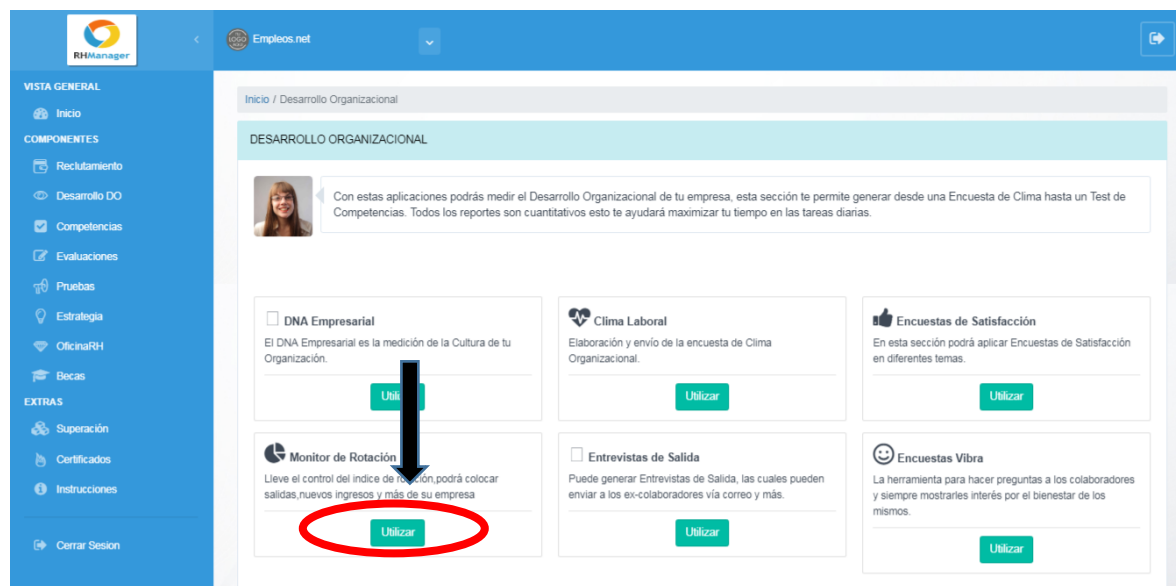 RHManager
Empleos.net
VISTA GENERAL
Inicio
COMPONENTES
Reclutamiento
Desarrollo DO
Competencias
Evaluaciones
Pruebas
Estrategia
OficinaRH
Becas
EXTRAS
Superación
Certificados
Instrucciones
Cerrar Sesion
Inicio / Desarrollo Organizacional
DESARROLLO ORGANIZACIONAL
Con estas aplicaciones podrás medir el Desarrollo Organizacional de tu empresa, esta sección te permite generar desde una Encuesta de Clima hasta un Test de
Competencias. Todos los reportes son cuantitativos esto te ayudará maximizar tu tiempo en las tareas diarias.
DNA Empresarial
El DNA Empresarial es la medición de la Cultura de tu
Organización.
Utilizar
Clima Laboral
Elaboración y envío de la encuesta de Clima
Organizacional.
Utilizar
Encuestas de Satisfacción
En esta sección podrá aplicar Encuestas de Satisfacción
en diferentes temas.
Utilizar
Monitor de Rotación
Lleve el control del indice de rotación,podrá colocar
salidas,nuevos ingresos y más de su empresa
Utilizar
Entrevistas de Salida
Puede generar Entrevistas de Salida, las cuales pueden
enviar a los ex-colaboradores vía correo y más.
Utilizar
Encuestas Vibra
La herramienta para hacer preguntas a los colaboradores
y siempre mostrarles interés por el bienestar de los
mismos.
Utilizar